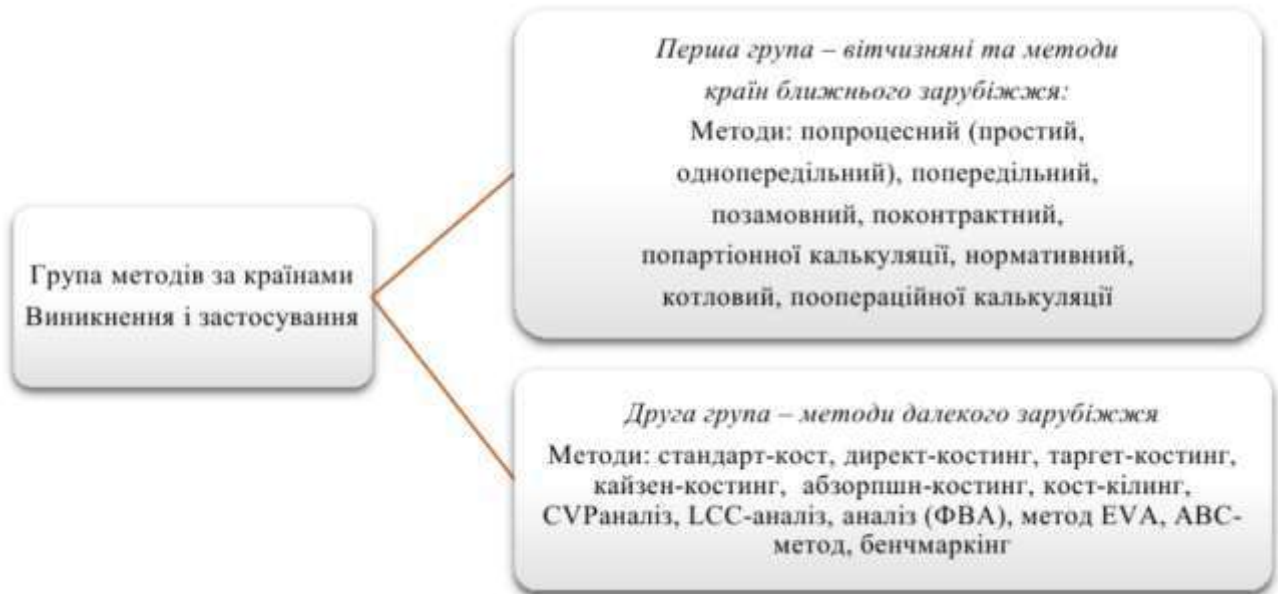 Група методів за країнами
Виникнення і застосування
Перша група – вітчизняні та методи
країн ближнього зарубіжжя:
Методи: попроцесний (простий,
однопередільний), попередільний,
позамовний, поконтрактний,
попартіонної калькуляції, нормативний,
котловий, поопераційної калькуляції
Друга група – методи далекого зарубіжжя
Методи: стандарт-кост, директ-костинг, таргет-костинг,
кайзен-костинг, абзорпшн-костинг, кост-кілинг,
CVPаналіз, LCC-аналіз, аналіз (ФВА), метод EVA, ABC-
метод, бенчмаркінг